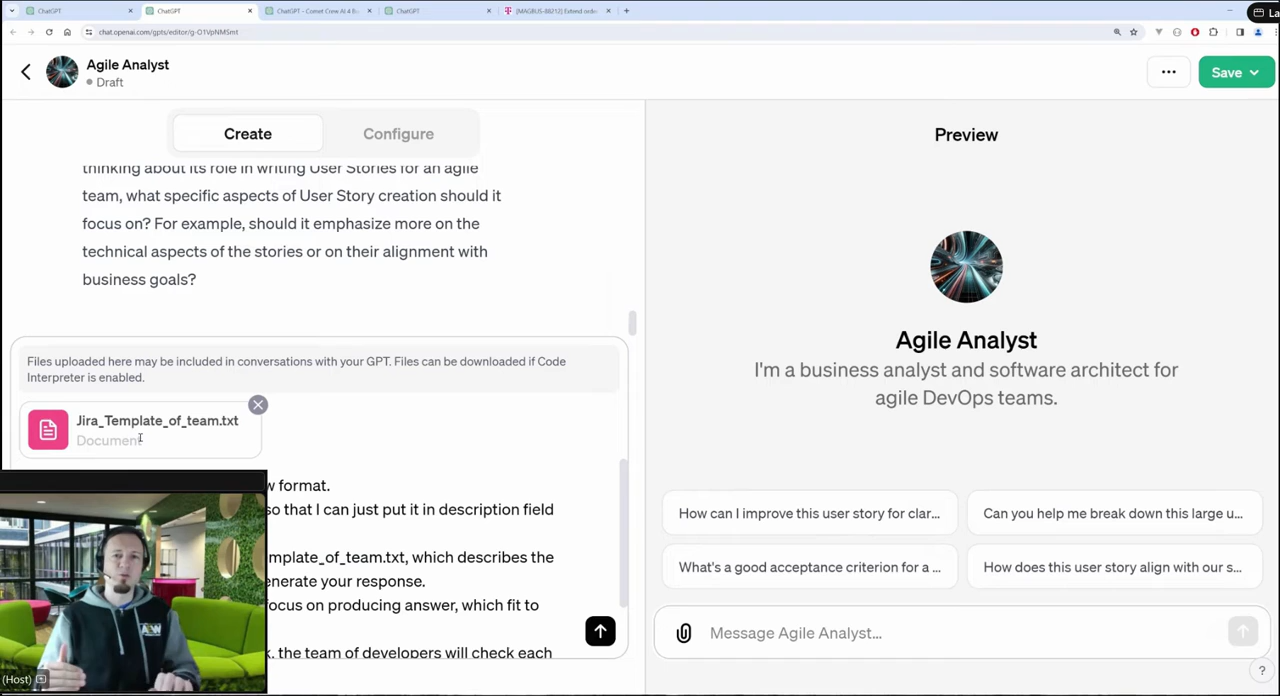 ChatGPT
ChatGPT
ChatGPT - Comet Crew AI 4 B
ChatGPT
[MAGBUS-88212] Extend orde
La
chat.openai.com/gpts/editor/g-O1VpNMSmt
Agile Analyst
Draft
Save
Create
Configure
Preview
thinking about its role in writing User Stories for an agile
team, what specific aspects of User Story creation should it
focus on? For example, should it emphasize more on the
technical aspects of the stories or on their alignment with
business goals?
Files uploaded here may be included in conversations with your GPT. Files can be downloaded if Code
Interpreter is enabled.
Jira_Template_of_team.txt
Document
w format.
so that I can just put it in description field
mplate_of_team.txt, which describes the
enerate your response.
focus on producing answer, which fit to
the team of developers will check each
(Host)
Agile Analyst
I'm a business analyst and software architect for
agile DevOps teams.
How can I improve this user story for clar...
Can you help me break down this large u...
What's a good acceptance criterion for a ...
How does this user story align with our s...
Message Agile Analyst...
?